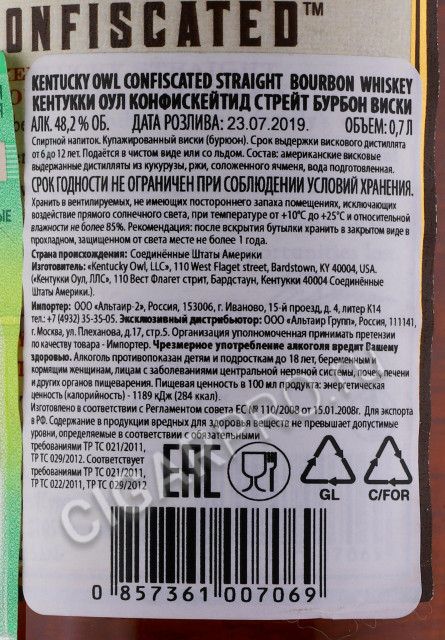 ONFISCATED™
KENTUCKY OWL CONFISCATED STRAIGHT BOURBON WHISKEY
КЕНТУККИ ОУЛ КОНФИСКЕЙТИД СТРЕЙТ БУРБОН ВИСКИ
АЛК. 48,2 % ОБ. ДАТА РОЗЛИВА: 23.07.2019. ОБЪЕМ: 0,7 Л
Спиртной напиток. Купажированный виски (бурбон). Срок выдержки вискового дистиллята
от 6 до 12 лет. Подаётся в чистом виде или со льдом. Состав: американские висковые
выдержанные дистилляты из кукурузы, ржи, соложенного ячменя, вода подготовленная.
СРОК ГОДНОСТИ НЕ ОГРАНИЧЕН ПРИ СОБЛЮДЕНИИ УСЛОВИЙ ХРАНЕНИЯ.
Хранить в вентилируемых, не имеющих постороннего запаха помещениях, исключающих
воздействие прямого солнечного света, при температуре от +10°C до +25°C и относительной
влажности не более 85%. Рекомендация: после вскрытия бутылки хранить в закрытом виде в
прохладном, защищенном от света месте не более 1 года.
Страна происхождения: Соединённые Штаты Америки
Изготовитель: «Kentucky Owl, LLC», 110 West Flaget street, Bardstown, KY 40004, USA.
(«Кентукки Оул, ЛЛС», 110 Вест Флагет стрит, Бардстаун, Кентукки 40004 Соединённые
Штаты Америки.).
Импортер: ООО «Альтаир-2», Россия, 153006, г. Иваново, 15-й проезд, д. 4, литер К14
тел.: +7 (4932) 35-35-05. Эксклюзивный дистрибьютор: ООО «Альтаир Групп», Россия, 111141,
г. Москва, ул. Плеханова, д.17, стр.5. Организация уполномоченная принимать претензии
по качеству товара - Импортер. Чрезмерное употребление алкоголя вредит Вашему
здоровью. Алкоголь противопоказан детям и подросткам до 18 лет, беременным и
кормящим женщинам, лицам с заболеваниями центральной нервной системы, почек, печени
и других органов пищеварения. Пищевая ценность в 100 мл продукта: энергетическая
ценность (калорийность) - 1189 кДж (284 ккал).
Изготовлено в соответствии с Регламентом совета ЕС № 110/2008 от 15.01.2008г. Для экспорта
в РФ. Содержание в продукции вредных для здоровья веществ не превышает допустимые
уровни, определяемые в соответствии с обязательными
требованиями ТР ТС 021/2011,
ТР ТС 029/2012. Соответствует
требованиями ТР ТС 021/2011,
ТР ТС 022/2011, ТР ТС 029/2012
EAC
GL
C/FOR
0 857361 007069